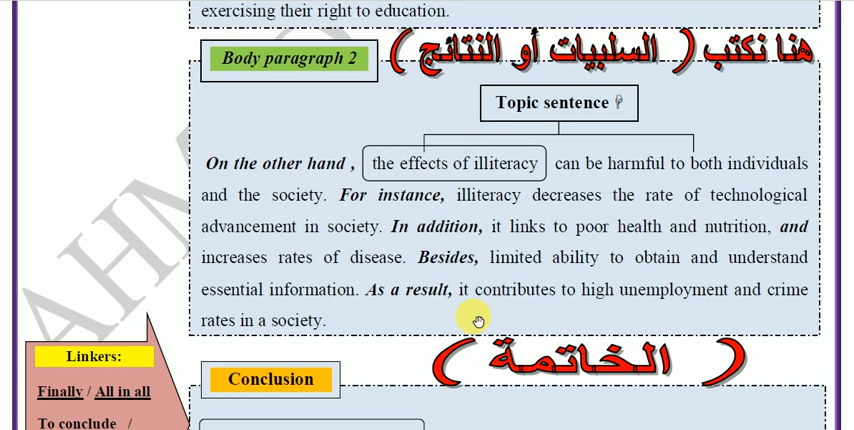 exercising their right to education.
Body paragraph 2
هنا نكتب ( السلبيات أو النتائج )
Topic sentence
On the other hand , the effects of illiteracy can be harmful to both individuals
and the society. For instance, illiteracy decreases the rate of technological
advancement in society. In addition, it links to poor health and nutrition, and
increases rates of disease. Besides, limited ability to obtain and understand
essential information. As a result, it contributes to high unemployment and crime
rates in a society.
( الخاتمة )
Linkers:
Conclusion
Finally / All in all
To conclude /
AHM